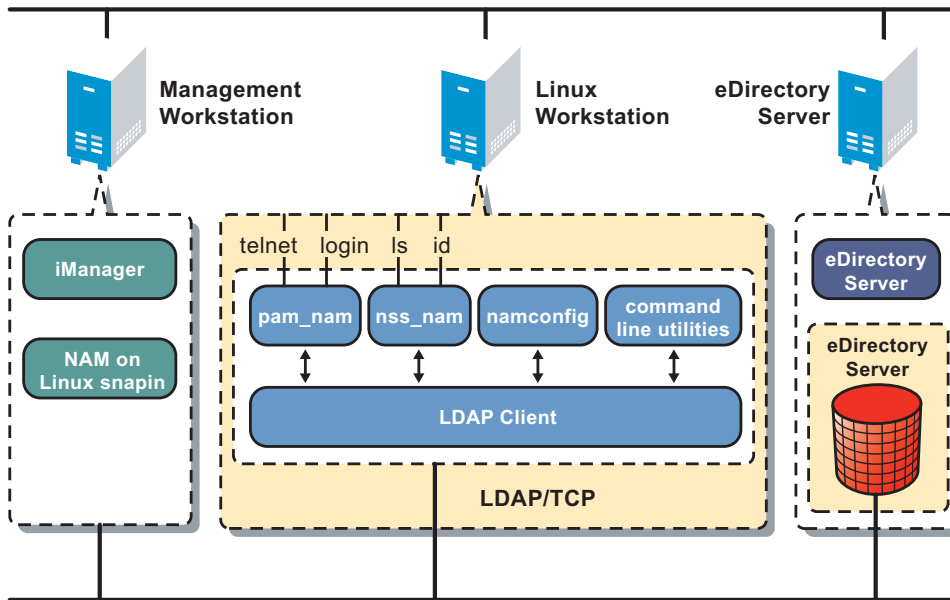 Management
Workstation
Linux
Workstation
eDirectory
Server
telnet login ls id
iManager
NAM on
Linux snapin
pam_nam
nss_nam
namconfig
command
line utilities
LDAP Client
LDAP/TCP
eDirectory
Server
eDirectory
Server